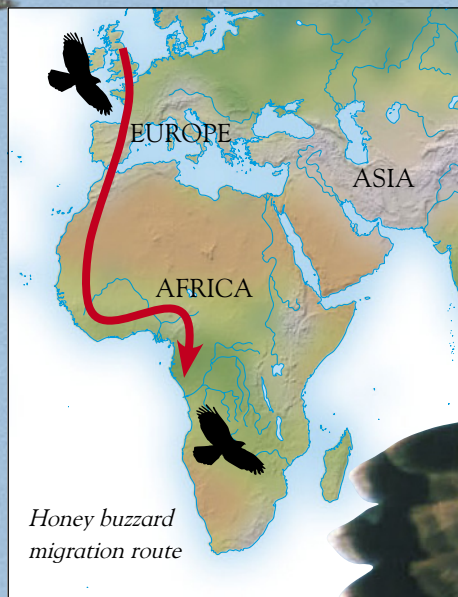 EUROPE
ASIA
AFRICA
Honey buzzard
migration route